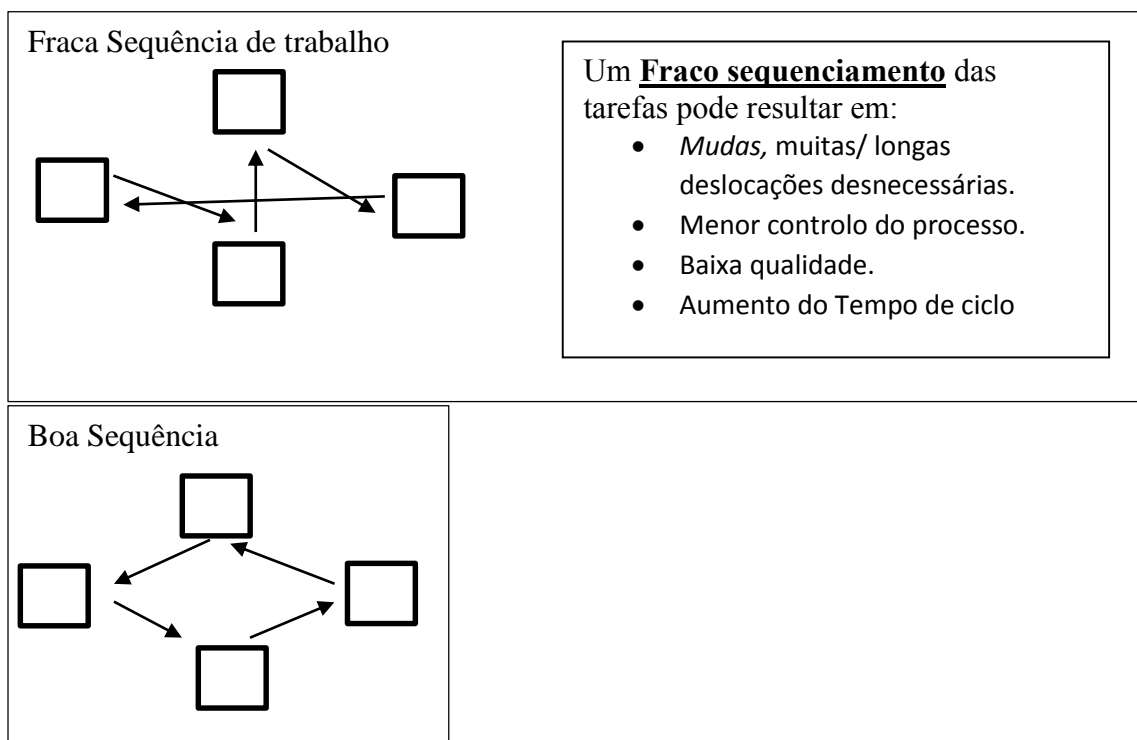 Fraca Sequência de trabalho
Um Fraco sequenciamento das
tarefas pode resultar em:
• Mudas, muitas/ longas
deslocações desnecessárias.
• Menor controlo do processo.
• Baixa qualidade.
• Aumento do Tempo de ciclo
Boa Sequência